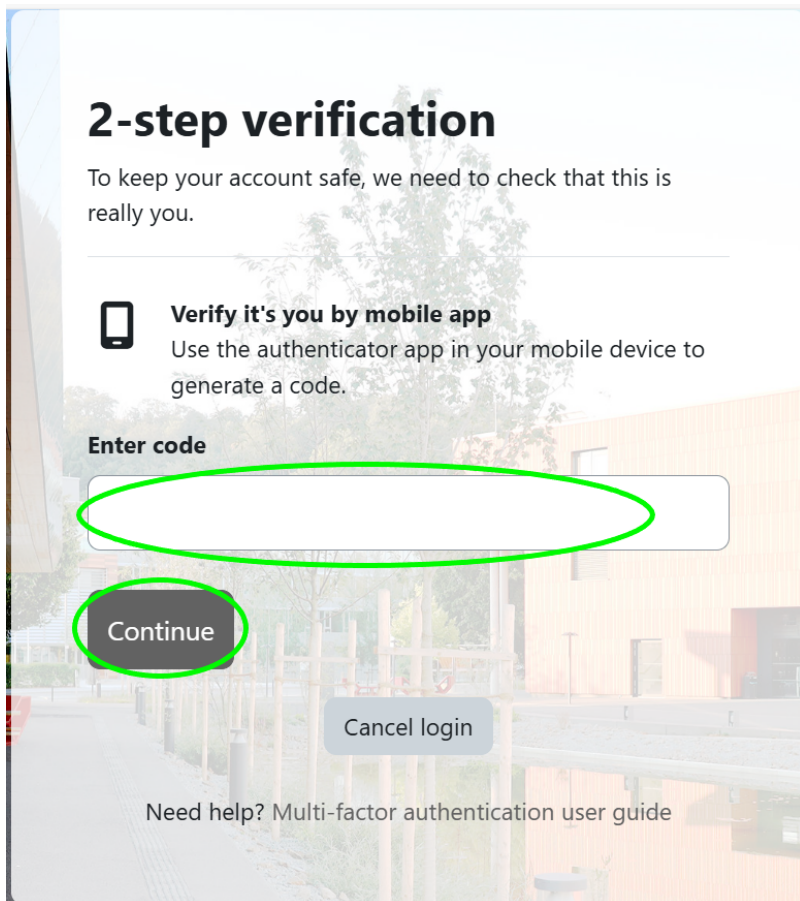 2-step verification
To keep your account safe, we need to check that this is
really you.
Verify it's you by mobile app
Use the authenticator app in your mobile device to
generate a code.
Enter code
Continue
Cancel login
Need help? Multi-factor authentication user guide